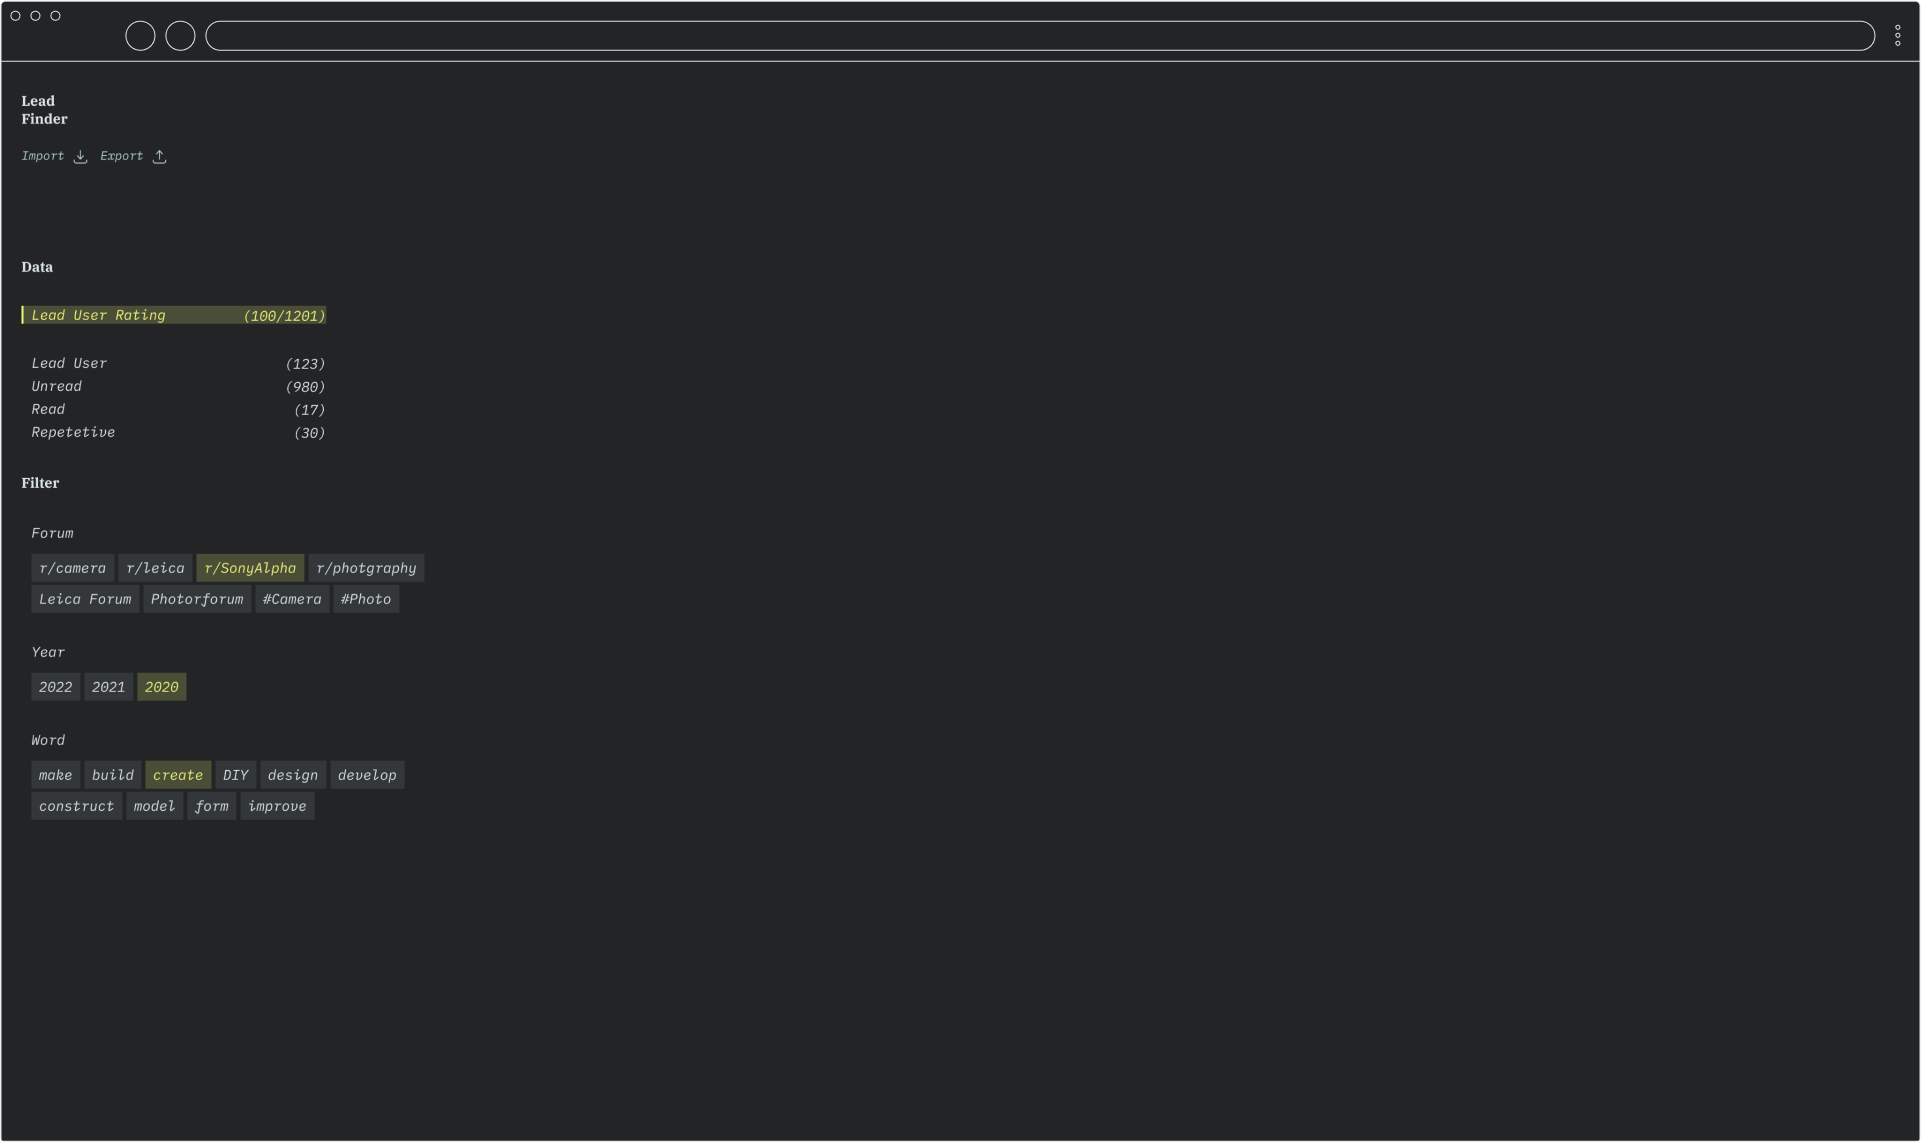 Lead
Finder
Import Export
Data
Lead User Rating (100/1201)
Lead User (123)
Unread (980)
Read (17)
Repetetive (30)
Filter
Forum
r/camera r/leica r/SonyAlpha r/photgraphy
Leica Forum Photorforum #Camera #Photo
Year
2022 2021 2020
Word
make build create DIY design develop
construct model form improve